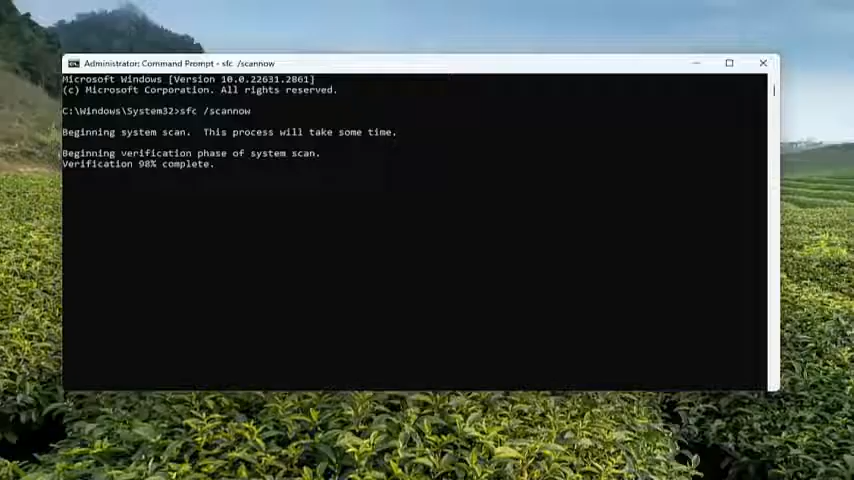 Administrator: Command Prompt - sfc  /scannow
Microsoft Windows [Version 10.0.22631.2861]
(c) Microsoft Corporation. All rights reserved.
C:\Windows\System32>sfc /scannow
Beginning system scan.  This process will take some time.
Beginning verification phase of system scan.
Verification 98% complete.